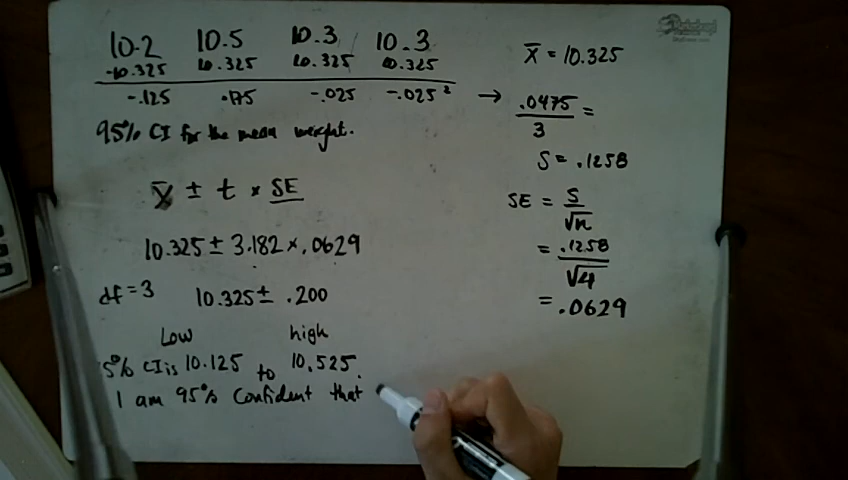 10.2 10.5 10.3 10.3
-10.325 10.325 10.325 10.325
-.125 .175 -.025 -.025² →
95% CI for the mean weight.
x̄ ± t × SE
10.325 ± 3.182 × .0629
df = 3 10.325 ± .200
Low high
5% CI is 10.125 to 10.525.
I am 95% confident that
x̄ = 10.325
.0475 =
3
S = .1258
SE = S
√n
= .1258
√4
= .0629